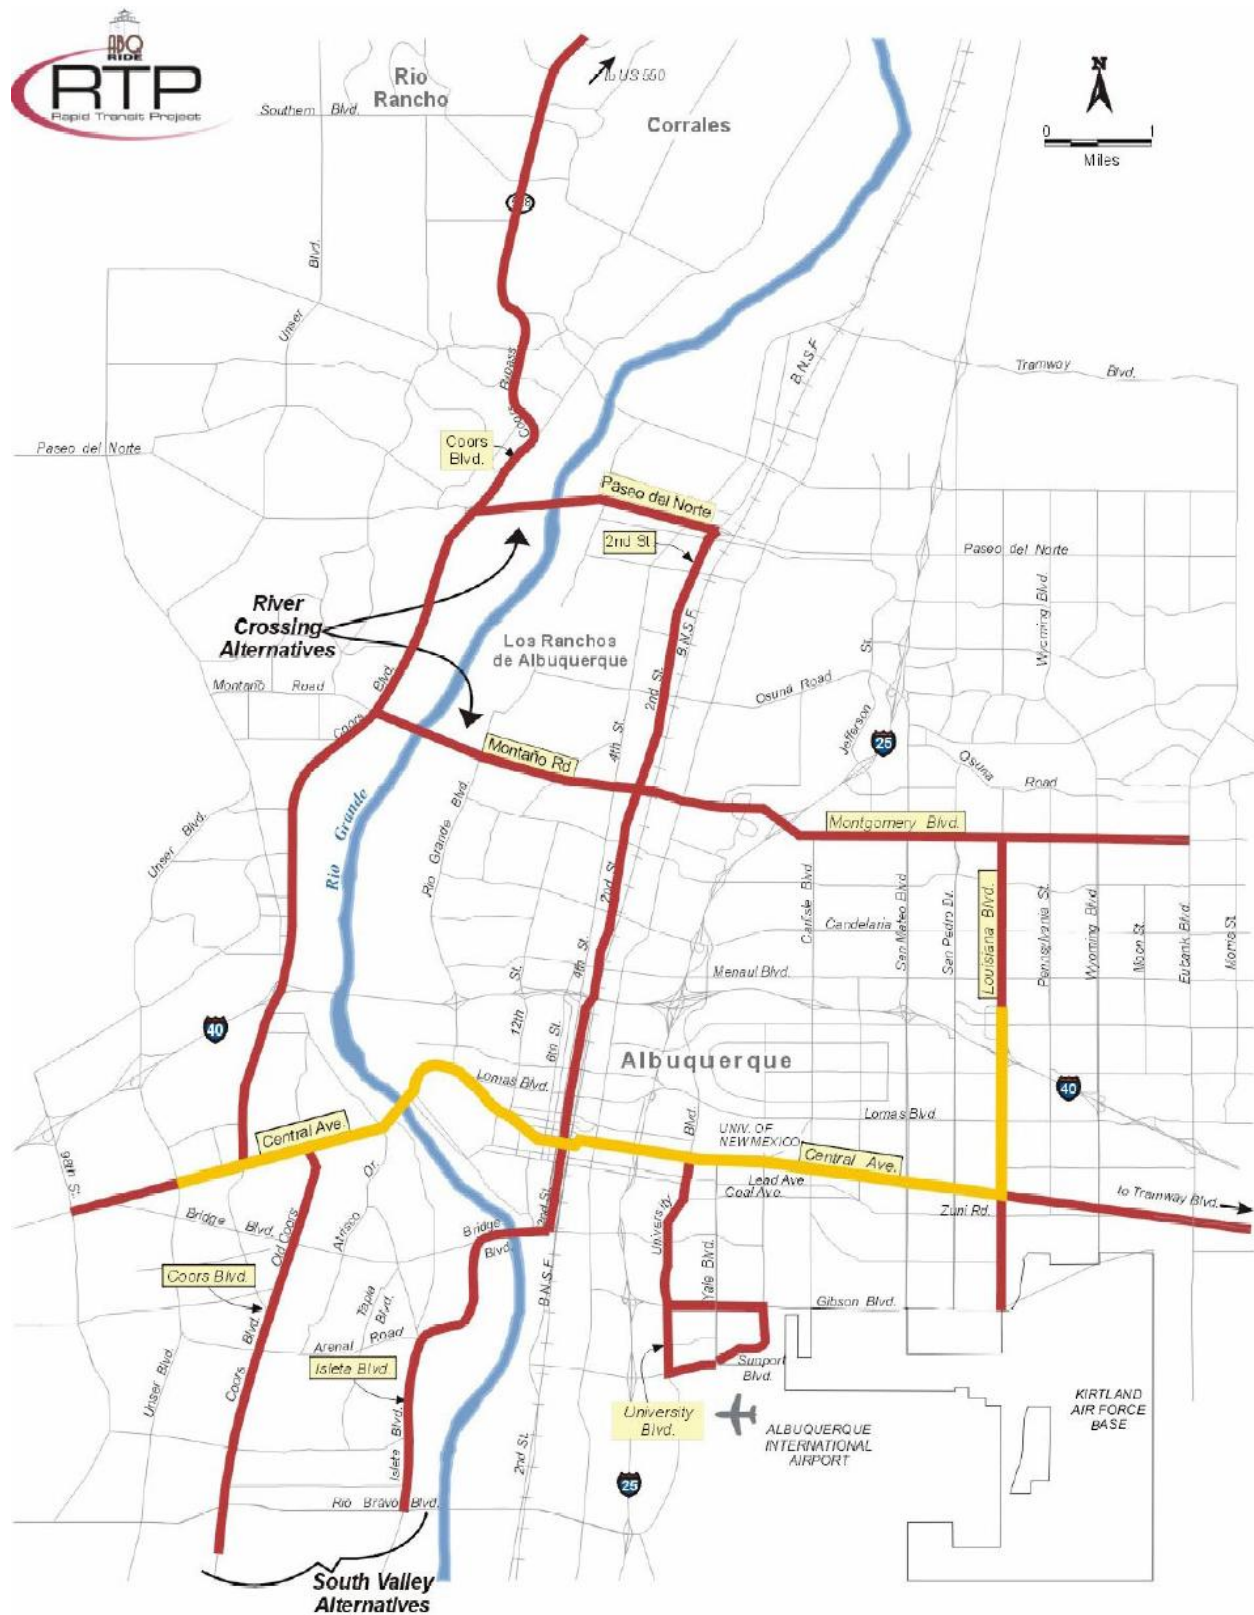 ABQ
RIDE
RTP
Rapid Transit Project
Rio
Rancho
to US 550
Corrales
N
0 1
Miles
Southern Blvd.
Blvd.
Unser
Coors Bypass
B.N.S.F.
Tramway Blvd.
Paseo del Norte
Coors
Blvd.
Paseo del Norte
2nd St.
Paseo del Norte
River
Crossing
Alternatives
Los Ranchos
de Albuquerque
B.N.S.F.
2nd St.
4th St.
Wyoming Blvd.
Montaño Road
Coors Blvd.
Osuna Road
Jefferson St.
25
Osuna Road
Montaño Rd
Rio Grande
Rio Grande Blvd.
Unser Blvd.
Montgomery Blvd.
2nd St.
4th St.
Carlisle Blvd.
Candelaria
San Mateo Blvd.
San Pedro Dr.
Louisiana Blvd.
Pennsylvania St.
Wyoming Blvd.
Moon St.
Eubank Blvd.
Morris St.
Menaul Blvd.
40
12th St.
6th St.
Albuquerque
40
Lomas Blvd.
Lomas Blvd.
Central Ave.
UNIV. OF
NEW MEXICO
Central Ave.
Lead Ave
Coal Ave.
98th St.
to Tramway Blvd.
Zuni Rd.
Bridge Blvd.
Old Coors
Atrisco Dr.
Bridge
Blvd.
2nd St.
B.N.S.F.
University Blvd.
Yale Blvd.
Coors Blvd.
Gibson Blvd.
Tapia
Blvd.
Arenal Road
Isleta Blvd.
Sunport
Blvd.
Unser Blvd.
Coors Blvd.
University
Blvd.
KIRTLAND
AIR FORCE
BASE
ALBUQUERQUE
INTERNATIONAL
AIRPORT
Isleta Blvd.
2nd St.
25
Rio Bravo Blvd.
South Valley
Alternatives